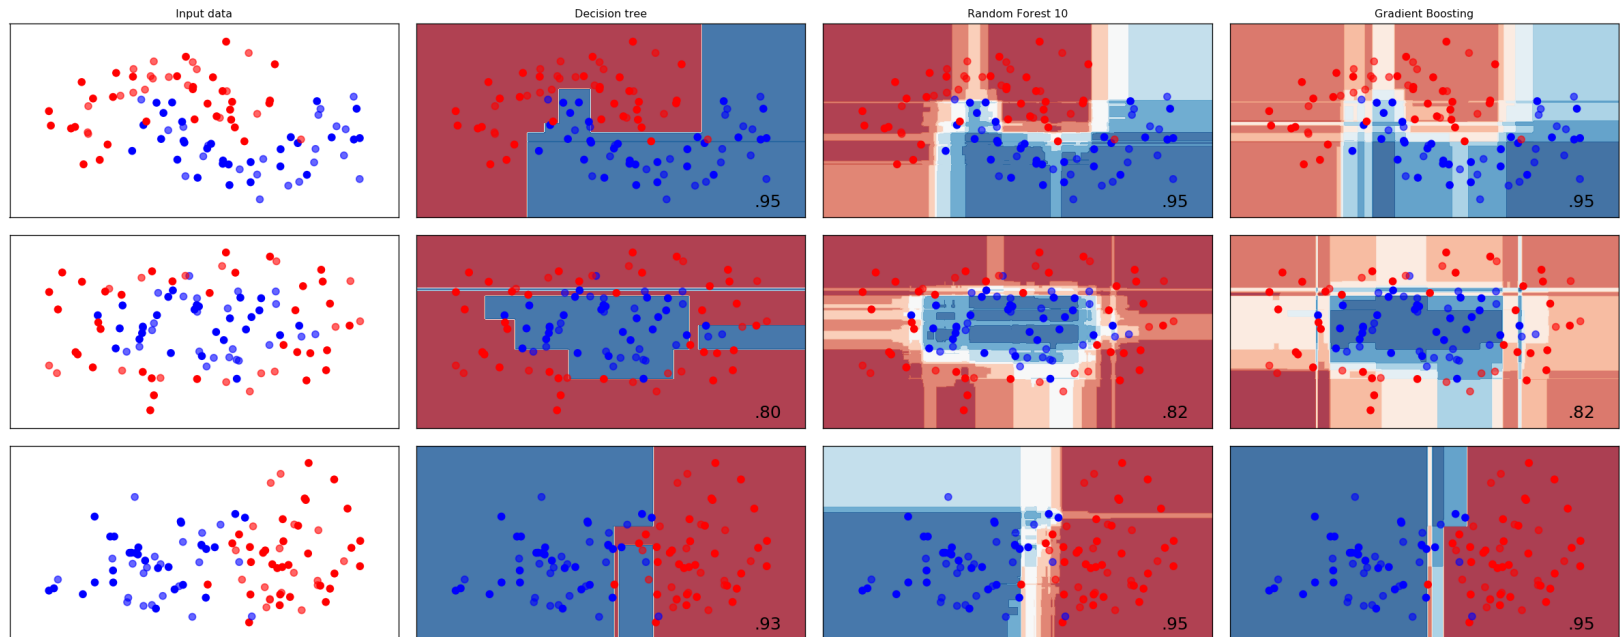 Input data
Decision tree
Random Forest 10
Gradient Boosting
.95
.95
.95
.80
.82
.82
.93
.95
.95